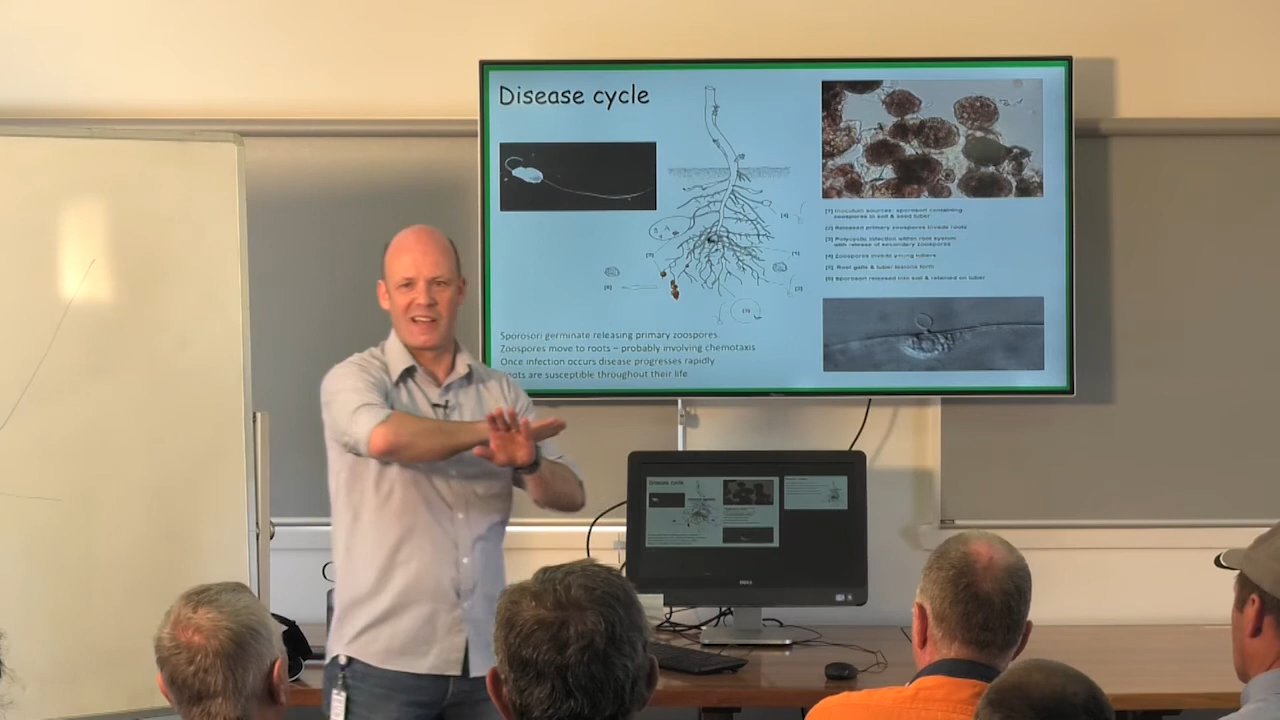 Disease cycle
[1] Inoculum sources: sporosori containing
zoospores in soil & seed tuber
[2] Released primary zoospores invade roots
[3] Polycyclic infection within root system
with release of secondary zoospores
[4] Zoospores invade young tubers
[5] Root galls & tuber lesions form
[6] Sporosori released into soil & retained on tuber
Sporosori germinate releasing primary zoospores.
Zoospores move to roots – probably involving chemotaxis
Once infection occurs disease progresses rapidly
are susceptible throughout their life
Disease cycle
DELL